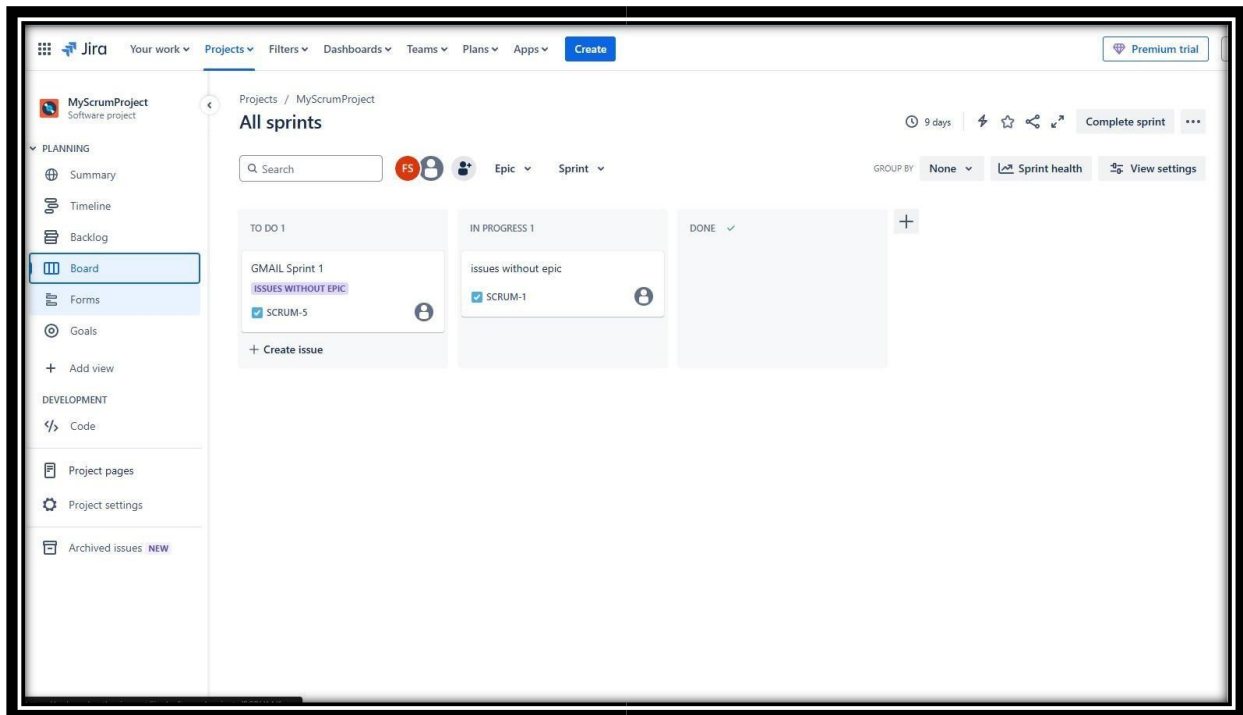 Jira Your work Projects Filters Dashboards Teams Plans Apps Create Premium trial
MyScrumProject
Software project
PLANNING
Summary
Timeline
Backlog
Board
Forms
Goals
Add view
DEVELOPMENT
Code
Project pages
Project settings
Archived issues NEW
Projects / MyScrumProject
All sprints
9 days Complete sprint
Search FS Epic Sprint GROUP BY None Sprint health View settings
TO DO 1
GMAIL Sprint 1
ISSUES WITHOUT EPIC
SCRUM-5
+ Create issue
IN PROGRESS 1
issues without epic
SCRUM-1
DONE